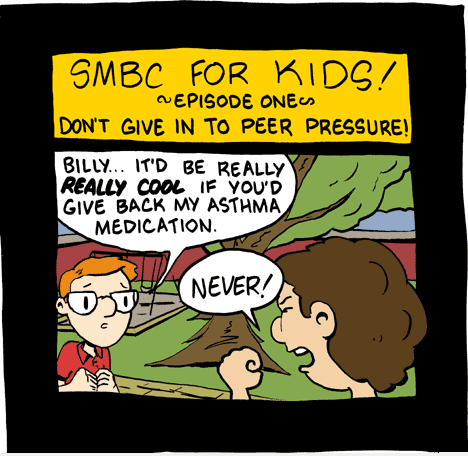 SMBC FOR KIDS!
~EPISODE ONE~
DON'T GIVE IN TO PEER PRESSURE!
BILLY... IT'D BE REALLY
REALLY COOL IF YOU'D
GIVE BACK MY ASTHMA
MEDICATION.
NEVER!